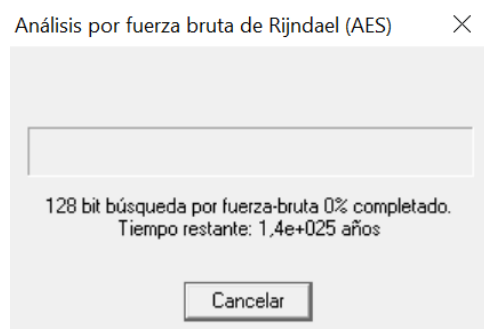 Análisis por fuerza bruta de Rijndael (AES)
128 bit búsqueda por fuerza-bruta 0% completado.
Tiempo restante: 1,4e+025 años
Cancelar